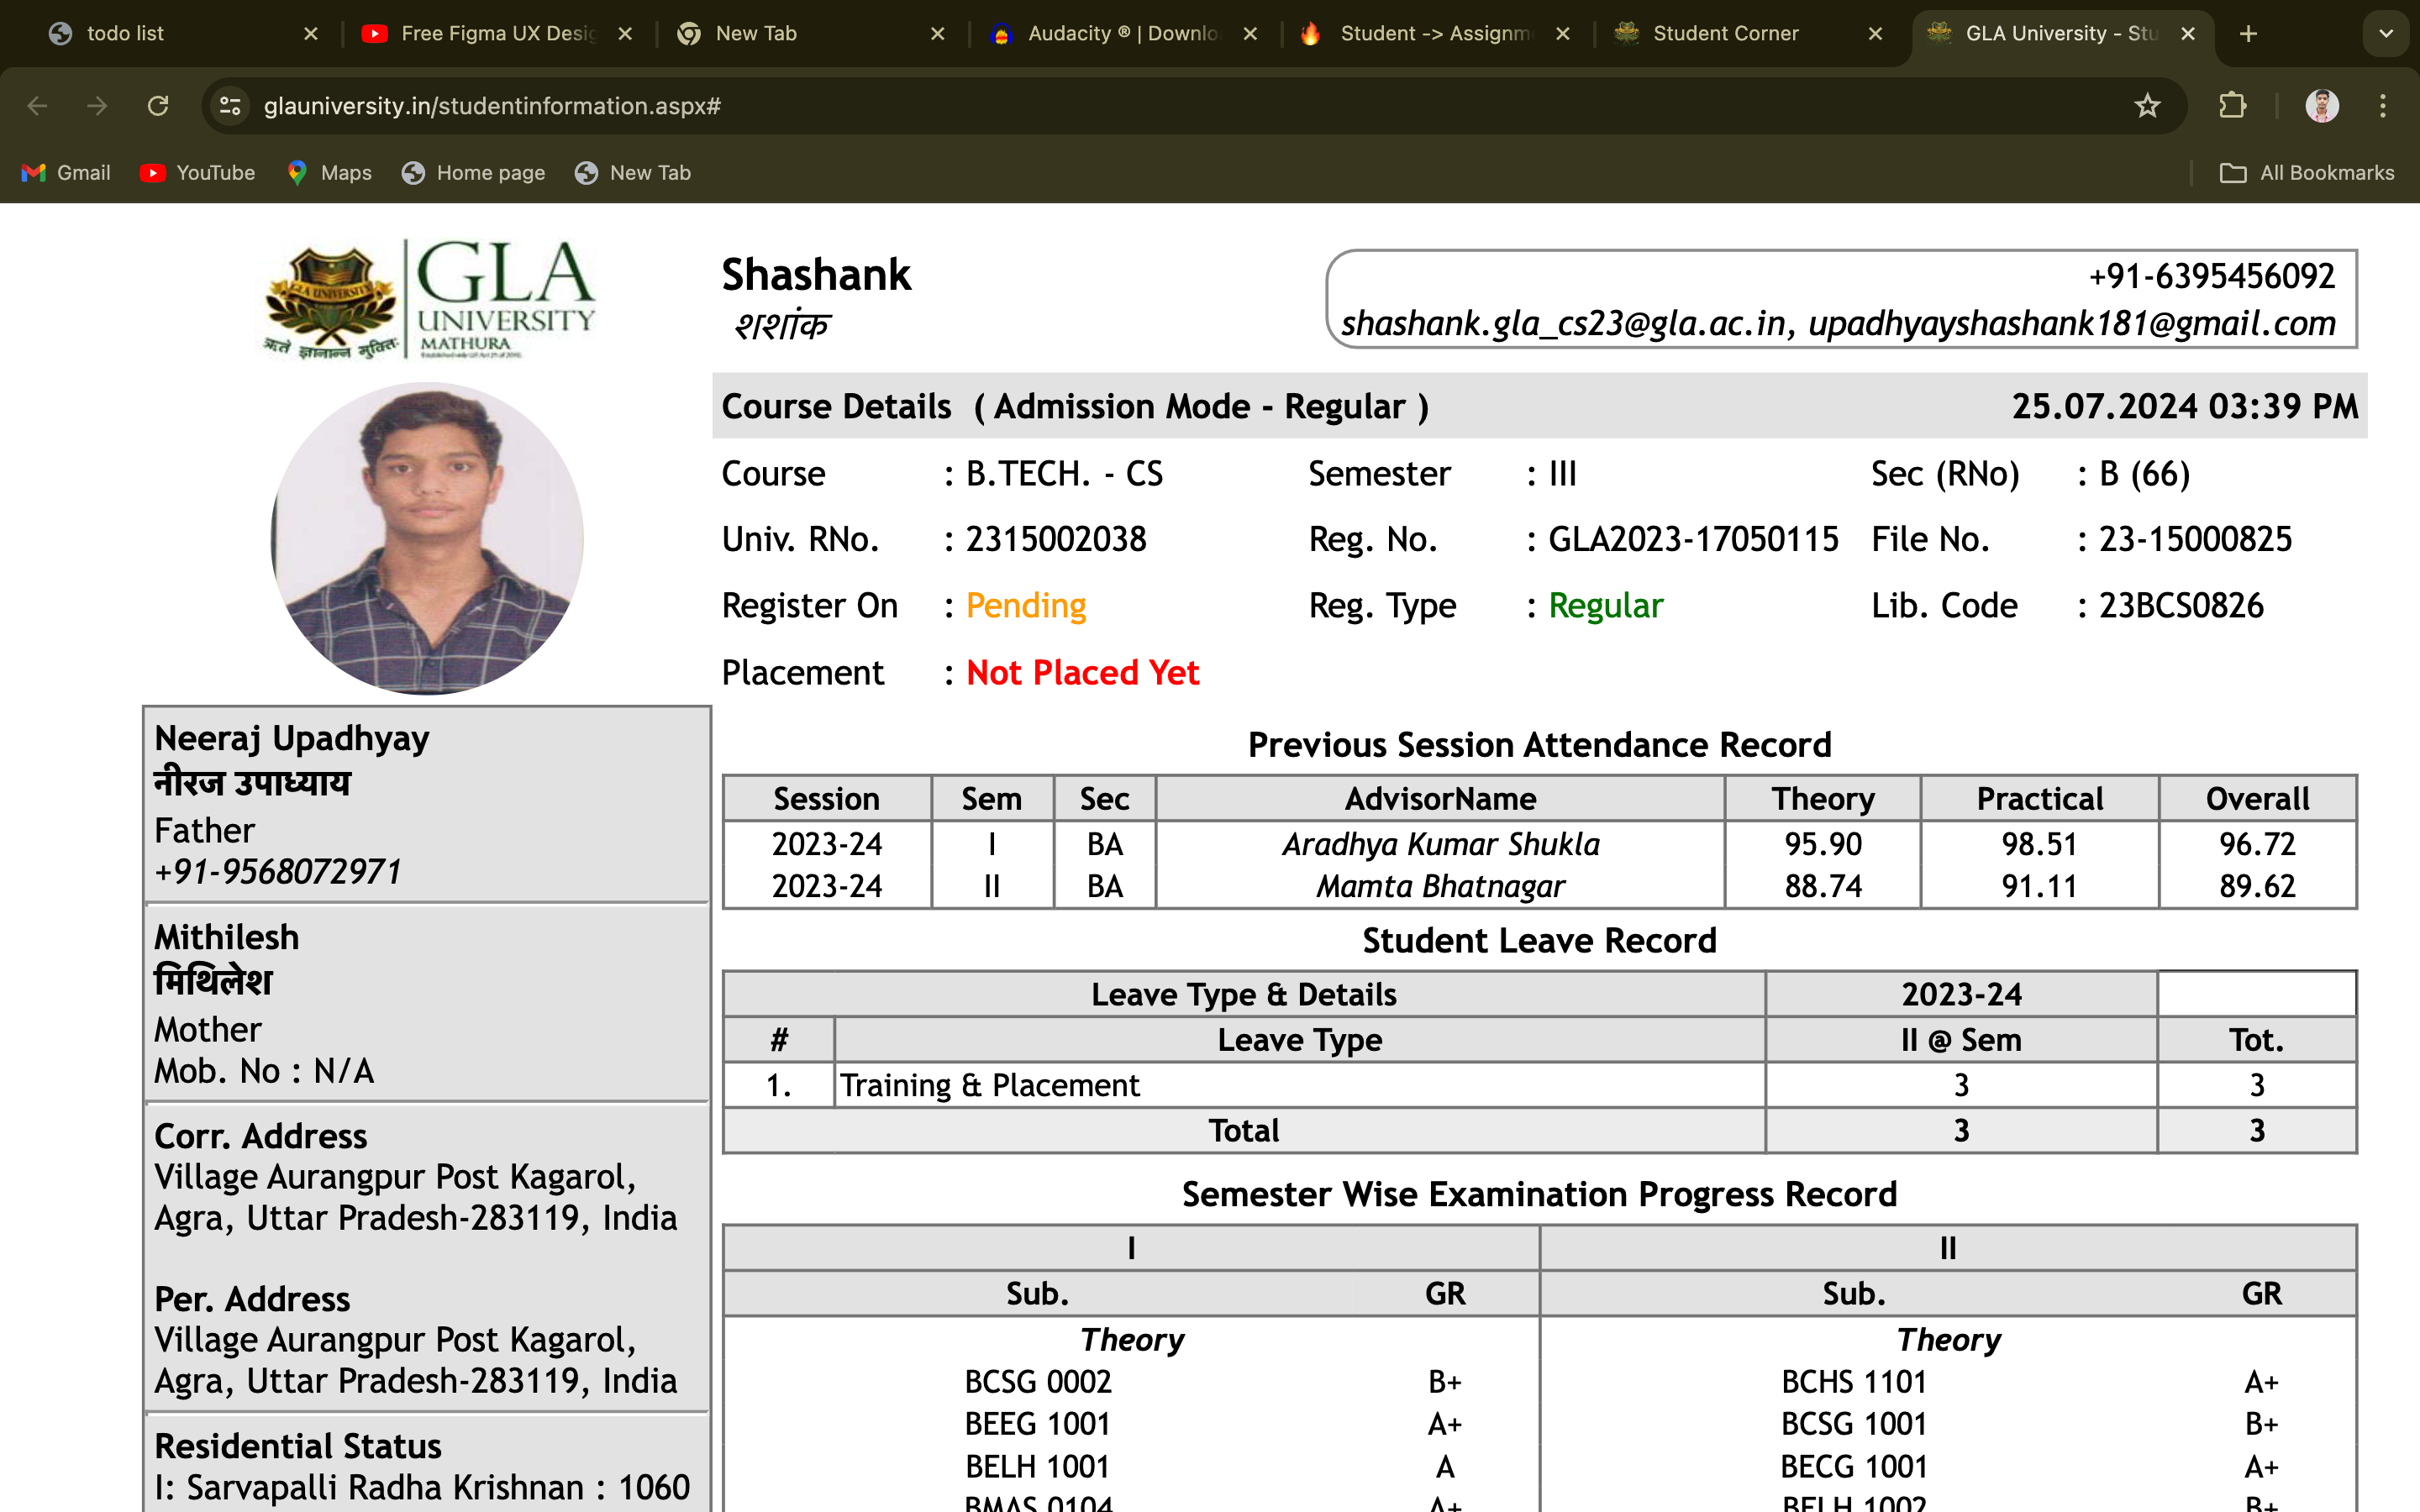 todo list
Free Figma UX Desig
New Tab
Audacity ® | Downlo
Student -> Assignm
Student Corner
GLA University - Stu
glauniversity.in/studentinformation.aspx#
Gmail
YouTube
Maps
Home page
New Tab
All Bookmarks
GLA UNIVERSITY
ऋते ज्ञानान्न मुक्तिः
GLA
UNIVERSITY
MATHURA
Shashank
शशांक
+91-6395456092
shashank.gla_cs23@gla.ac.in, upadhyayshashank181@gmail.com
Course Details ( Admission Mode - Regular ) 25.07.2024 03:39 PM
Course : B.TECH. - CS Semester : III Sec (RNo) : B (66)
Univ. RNo. : 2315002038 Reg. No. : GLA2023-17050115 File No. : 23-15000825
Register On : Pending Reg. Type : Regular Lib. Code : 23BCS0826
Placement : Not Placed Yet
Neeraj Upadhyay
नीरज उपाध्याय
Father
+91-9568072971
Mithilesh
मिथिलेश
Mother
Mob. No : N/A
Corr. Address
Village Aurangpur Post Kagarol,
Agra, Uttar Pradesh-283119, India
Per. Address
Village Aurangpur Post Kagarol,
Agra, Uttar Pradesh-283119, India
Residential Status
I: Sarvapalli Radha Krishnan : 1060
Previous Session Attendance Record
Session Sem Sec AdvisorName Theory Practical Overall
2023-24 I BA Aradhya Kumar Shukla 95.90 98.51 96.72
2023-24 II BA Mamta Bhatnagar 88.74 91.11 89.62
Student Leave Record
Leave Type & Details 2023-24
# Leave Type II @ Sem Tot.
1. Training & Placement 3 3
Total 3 3
Semester Wise Examination Progress Record
I II
Sub. GR Sub. GR
Theory Theory
BCSG 0002 B+ BCHS 1101 A+
BEEG 1001 A+ BCSG 1001 B+
BELH 1001 A BECG 1001 A+
BMAS 0104 A+ BELH 1002 B+